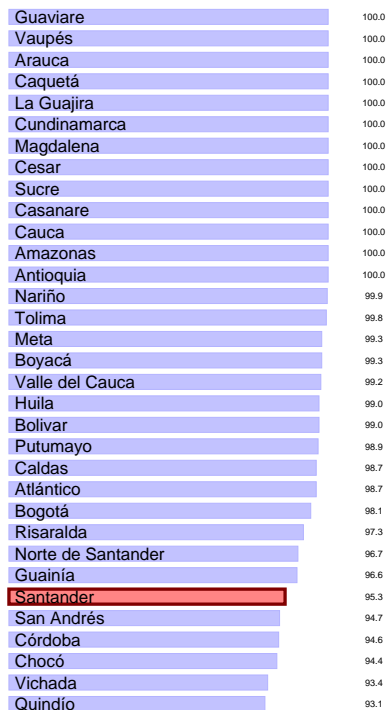 Guaviare 100.0
Vaupés 100.0
Arauca 100.0
Caquetá 100.0
La Guajira 100.0
Cundinamarca 100.0
Magdalena 100.0
Cesar 100.0
Sucre 100.0
Casanare 100.0
Cauca 100.0
Amazonas 100.0
Antioquia 100.0
Nariño 99.9
Tolima 99.8
Meta 99.3
Boyacá 99.3
Valle del Cauca 99.2
Huila 99.0
Bolivar 99.0
Putumayo 98.9
Caldas 98.7
Atlántico 98.7
Bogotá 98.1
Risaralda 97.3
Norte de Santander 96.7
Guainía 96.6
Santander 95.3
San Andrés 94.7
Córdoba 94.6
Chocó 94.4
Vichada 93.4
Quindío 93.1